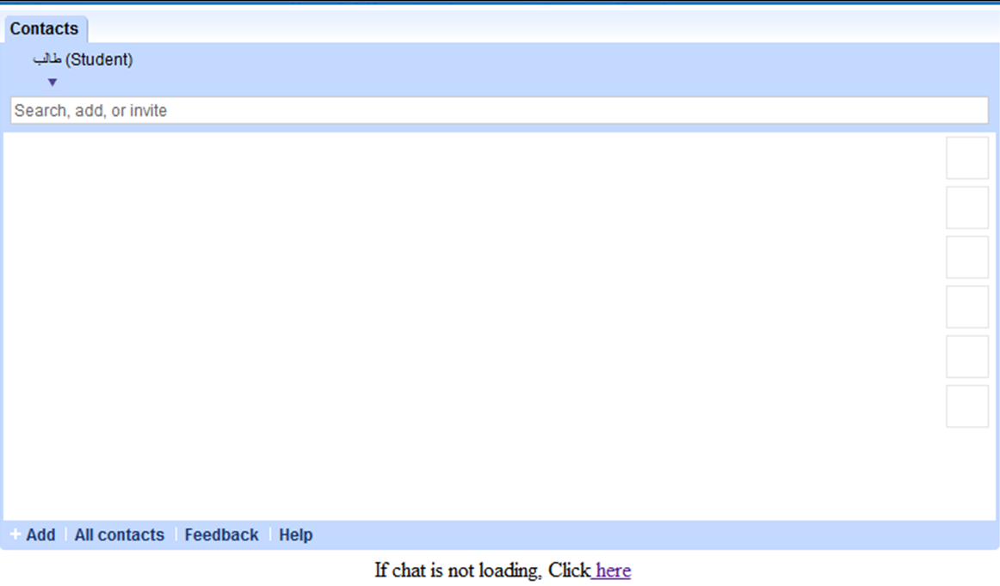 Contacts
طالب (Student)
Search, add, or invite
+ Add | All contacts | Feedback | Help
If chat is not loading, Click here